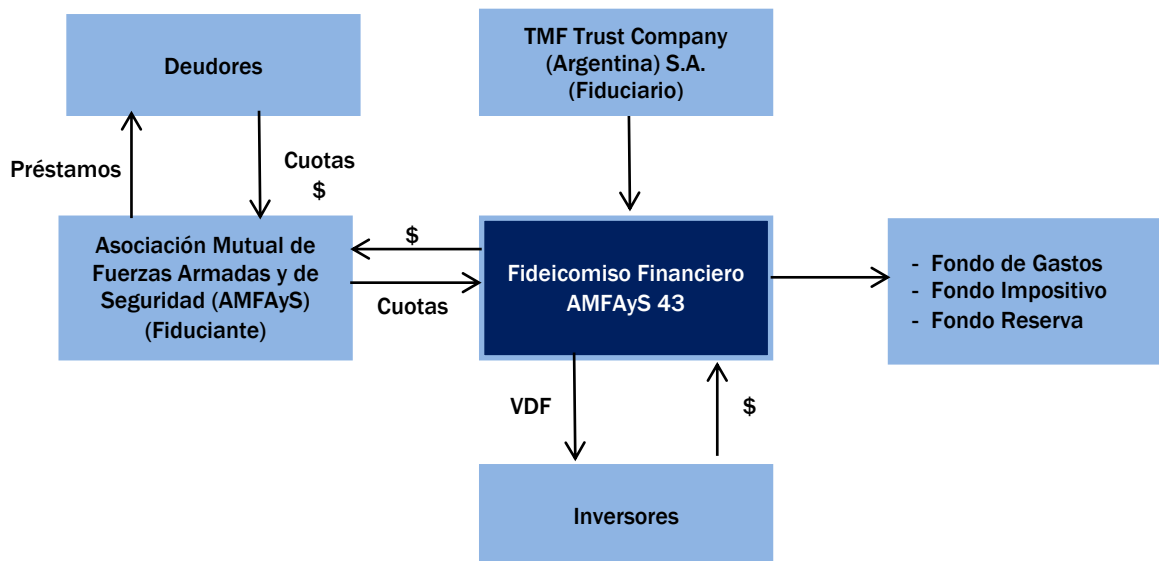 Deudores
TMF Trust Company
(Argentina) S.A.
(Fiduciario)
Préstamos
Cuotas
$
Asociación Mutual de
Fuerzas Armadas y de
Seguridad (AMFAyS)
(Fiduciante)
$
Cuotas
Fideicomiso Financiero
AMFAyS 43
- Fondo de Gastos
- Fondo Impositivo
- Fondo Reserva
VDF
$
Inversores